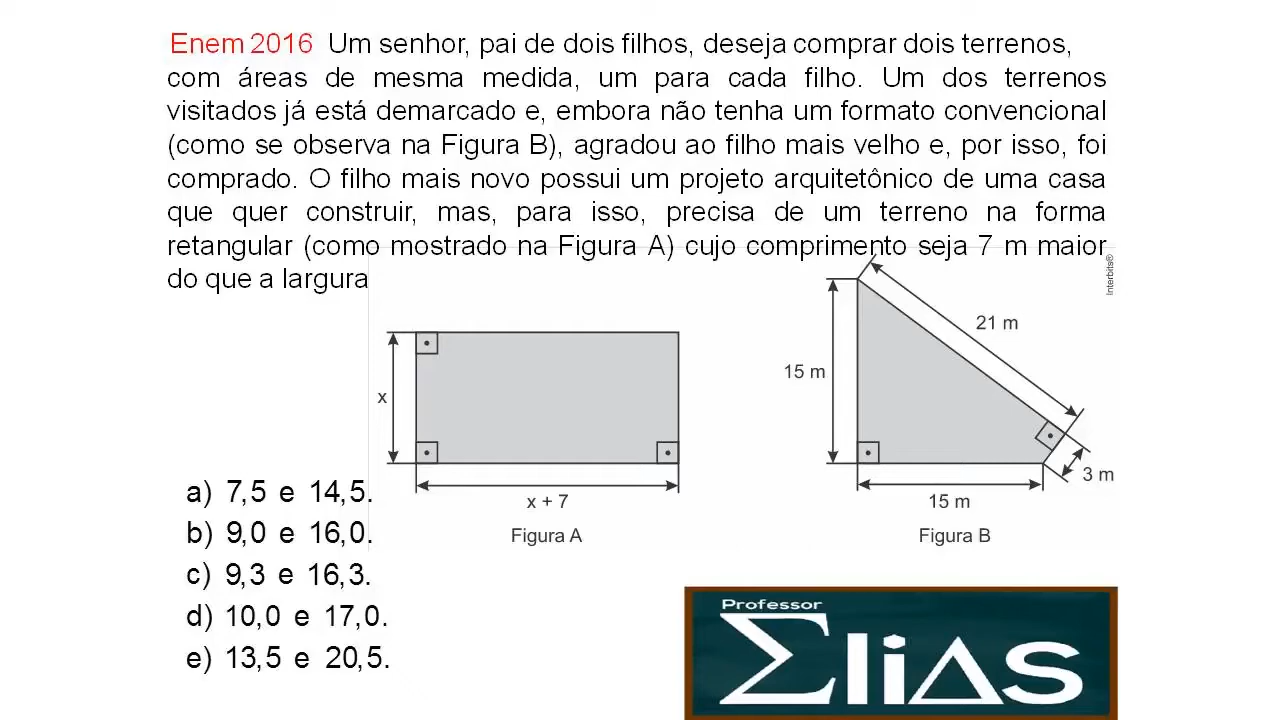 Enem 2016 Um senhor, pai de dois filhos, deseja comprar dois terrenos,
com áreas de mesma medida, um para cada filho. Um dos terrenos
visitados já está demarcado e, embora não tenha um formato convencional
(como se observa na Figura B), agradou ao filho mais velho e, por isso, foi
comprado. O filho mais novo possui um projeto arquitetônico de uma casa
que quer construir, mas, para isso, precisa de um terreno na forma
retangular (como mostrado na Figura A) cujo comprimento seja 7 m maior
do que a largura
Interbits®
21 m
15 m
x
3 m
x + 7
15 m
Figura A
Figura B
a) 7,5 e 14,5.
b) 9,0 e 16,0.
c) 9,3 e 16,3.
d) 10,0 e 17,0.
e) 13,5 e 20,5.
Professor
ΣliΔS